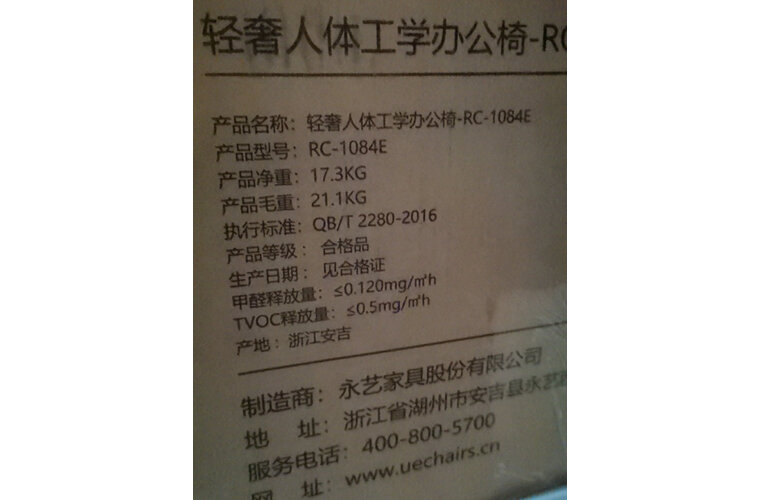 轻奢人体工学办公椅-RC
产品名称：轻奢人体工学办公椅-RC-1084E
产品型号：RC-1084E
产品净重：17.3KG
产品毛重：21.1KG
执行标准：QB/T 2280-2016
产品等级：合格品
生产日期：见合格证
甲醛释放量：≤0.120mg/㎡h
TVOC释放量：≤0.5mg/㎡h
产地：浙江安吉
制造商：永艺家具股份有限公司
地 址：浙江省湖州市安吉县永艺
服务电话：400-800-5700
网 址：www.uechairs.cn